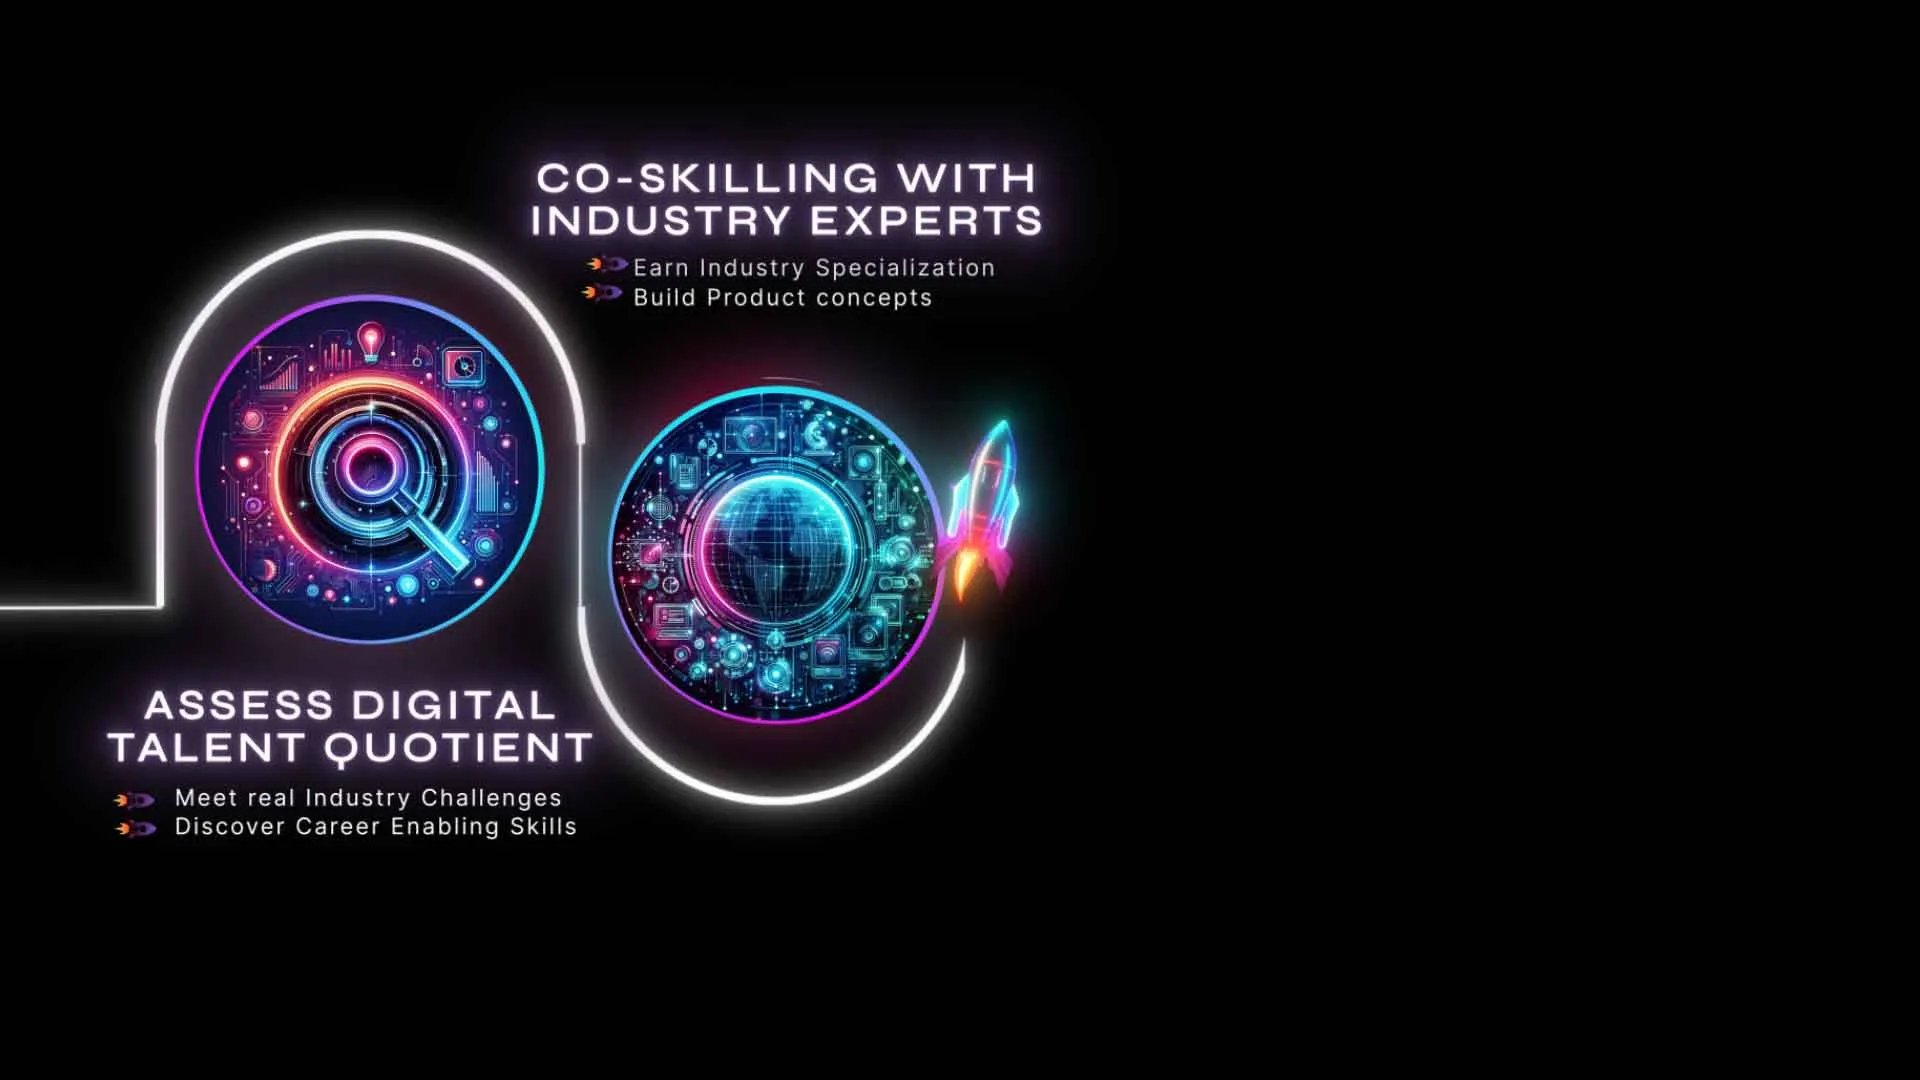 CO-SKILLING WITH
INDUSTRY EXPERTS
Earn Industry Specialization
Build Product concepts
ASSESS DIGITAL
TALENT QUOTIENT
Meet real Industry Challenges
Discover Career Enabling Skills